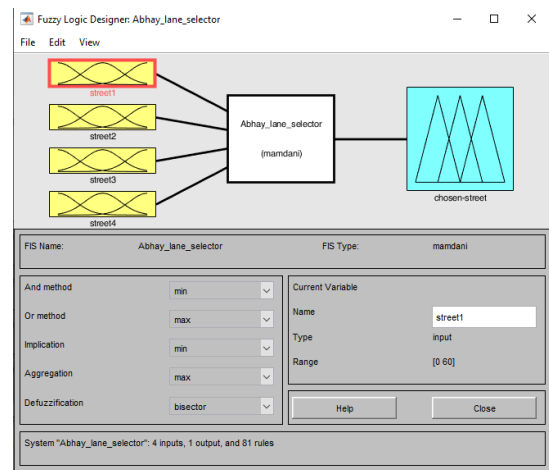 Fuzzy Logic Designer: Abhay_lane_selector
File Edit View
street1
street2
street3
street4
Abhay_lane_selector
(mamdani)
chosen-street
FIS Name: Abhay_lane_selector FIS Type: mamdani
And method min
Or method max
Implication min
Aggregation max
Defuzzification bisector
Current Variable
Name street1
Type input
Range [0 60]
Help Close
System "Abhay_lane_selector": 4 inputs, 1 output, and 81 rules